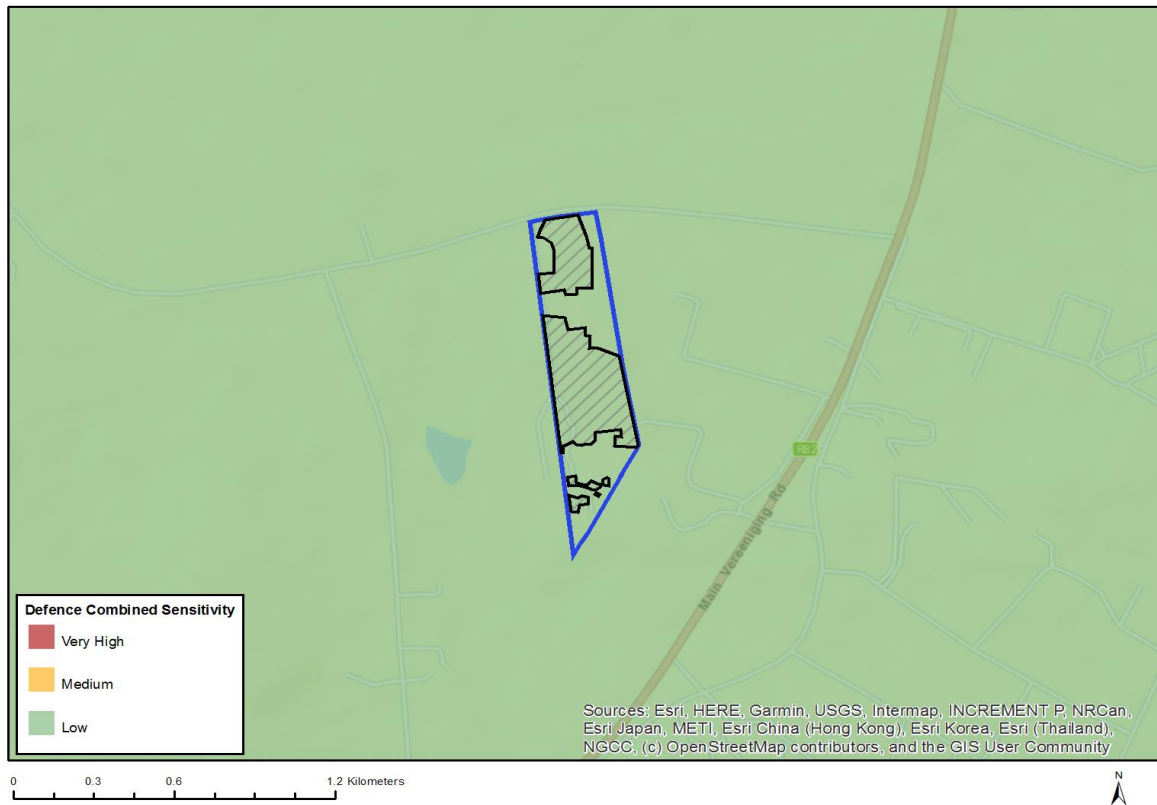 R82
Main Vereeniging Rd
Defence Combined Sensitivity
Very High
Medium
Low
Sources: Esri, HERE, Garmin, USGS, Intermap, INCREMENT P, NRCan,
Esri Japan, METI, Esri China (Hong Kong), Esri Korea, Esri (Thailand),
NGCC, (c) OpenStreetMap contributors, and the GIS User Community
0 0.3 0.6 1.2 Kilometers
N